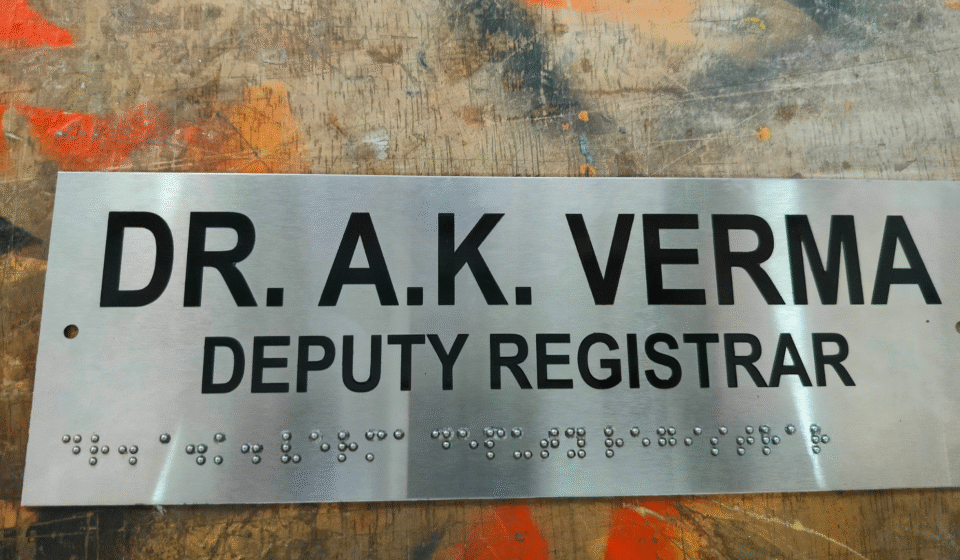 DR. A.K. VERMA
DEPUTY REGISTRAR